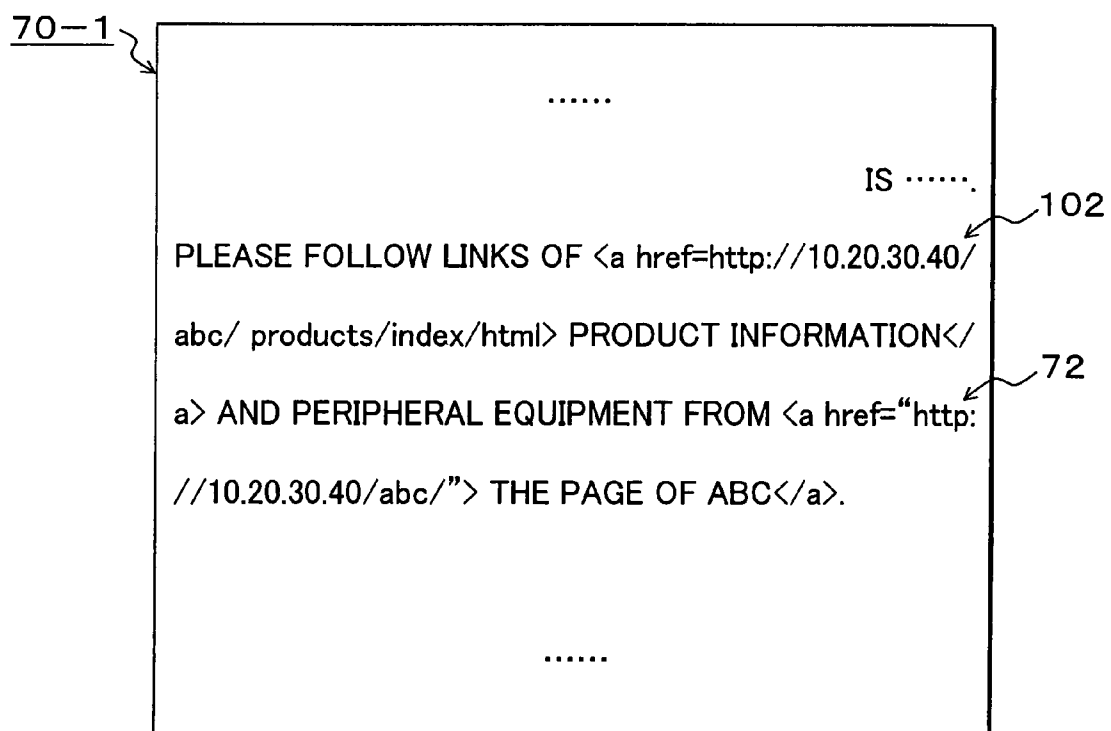 70-1
······
IS ······.
102
PLEASE FOLLOW LINKS OF <a href=http://10.20.30.40/
abc/ products/index/html> PRODUCT INFORMATION</
72
a> AND PERIPHERAL EQUIPMENT FROM <a href=“http:
//10.20.30.40/abc/”> THE PAGE OF ABC</a>.
······